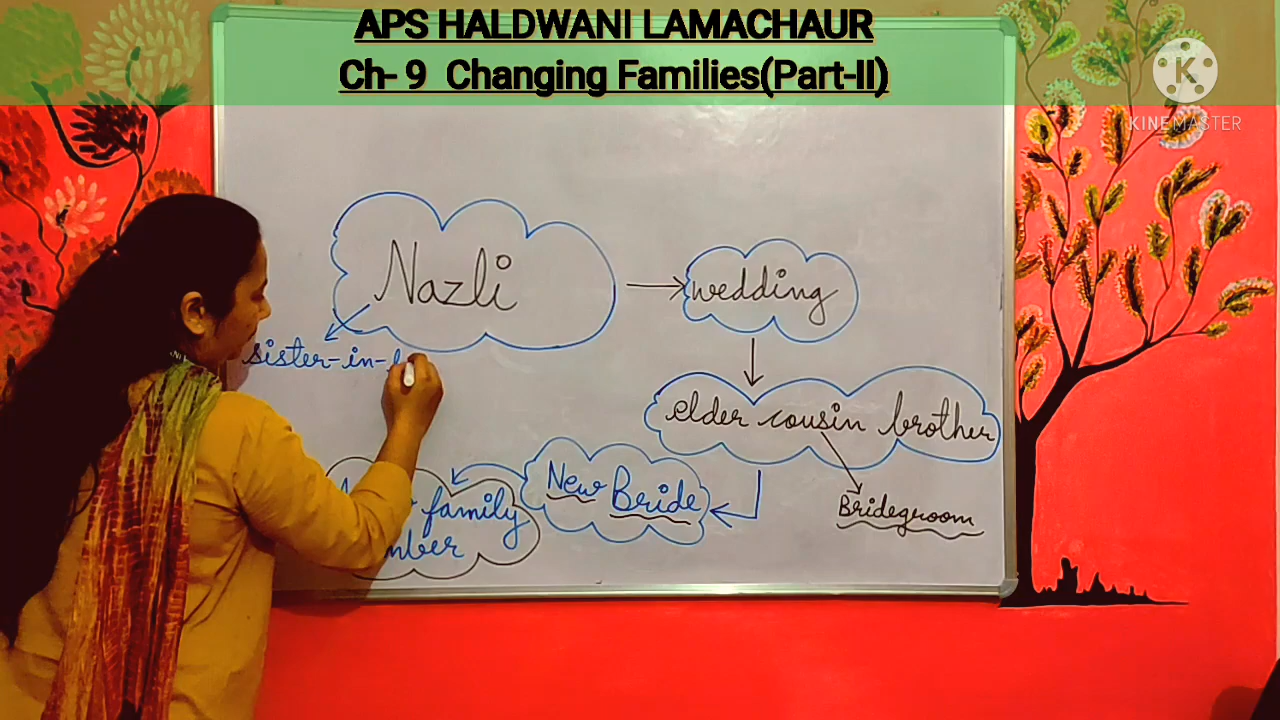 APS HALDWANI LAMACHAUR
Ch- 9 Changing Families(Part-II)
K
KINEMASTER
Nazli
wedding
sister-in-
elder cousin brother
New Bride
Bridegroom
family